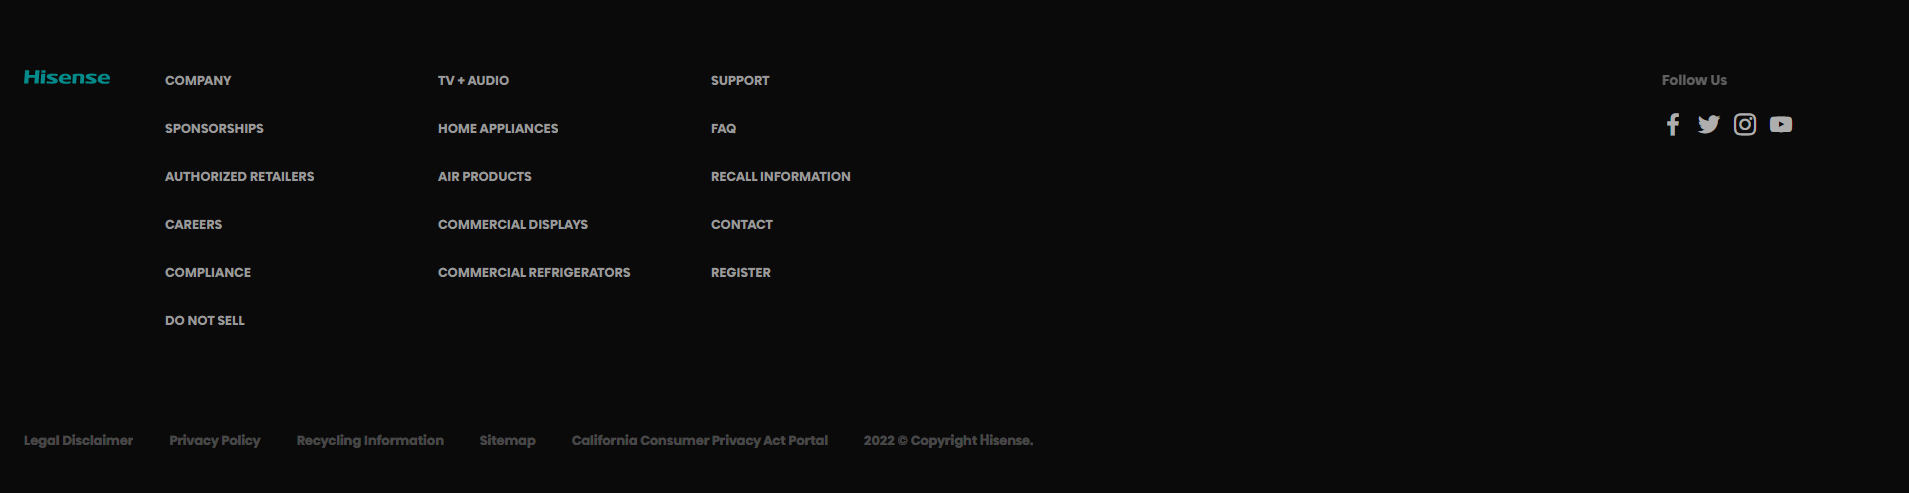 Hisense
COMPANY
SPONSORSHIPS
AUTHORIZED RETAILERS
CAREERS
COMPLIANCE
DO NOT SELL
TV + AUDIO
HOME APPLIANCES
AIR PRODUCTS
COMMERCIAL DISPLAYS
COMMERCIAL REFRIGERATORS
SUPPORT
FAQ
RECALL INFORMATION
CONTACT
REGISTER
Follow Us
Legal Disclaimer
Privacy Policy
Recycling Information
Sitemap
California Consumer Privacy Act Portal
2022 © Copyright Hisense.